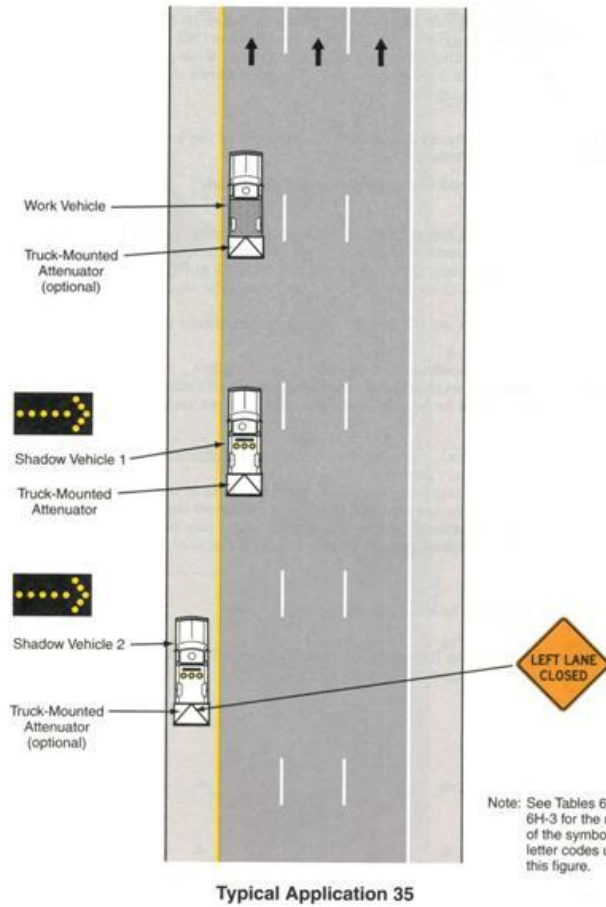 Work Vehicle
Truck-Mounted
Attenuator
(optional)
Shadow Vehicle 1
Truck-Mounted
Attenuator
Shadow Vehicle 2
LEFT LANE
CLOSED
Truck-Mounted
Attenuator
(optional)
Note: See Tables 6
6H-3 for the
of the symbo
letter codes u
this figure.
Typical Application 35